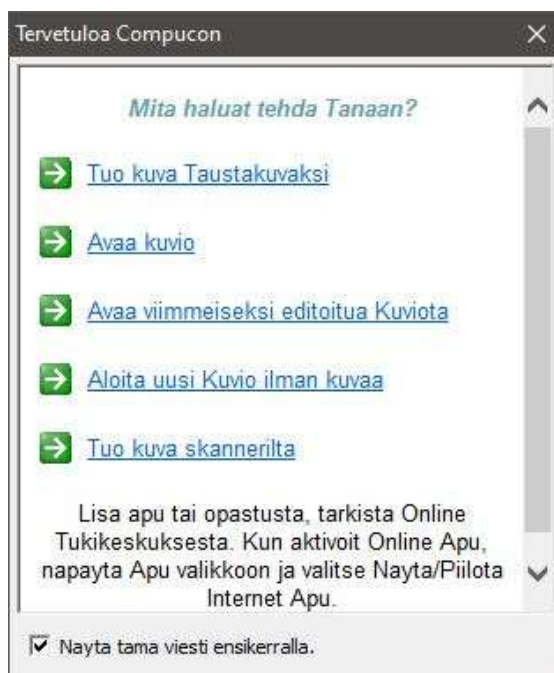 Tervetuloa Compucon
Mita haluat tehda Tanaan?
Tuo kuva Taustakuvaksi
Avaa kuvio
Avaa viimmeiseksi editoitua Kuviota
Aloita uusi Kuvio ilman kuvaa
Tuo kuva skannerilta
Lisa apu tai opastusta, tarkista Online
Tukikeskuksesta. Kun aktivoit Online Apu,
napayta Apu valikkoon ja valitse Nayta/Piilota
Internet Apu.
Nayta tama viesti ensikerralla.